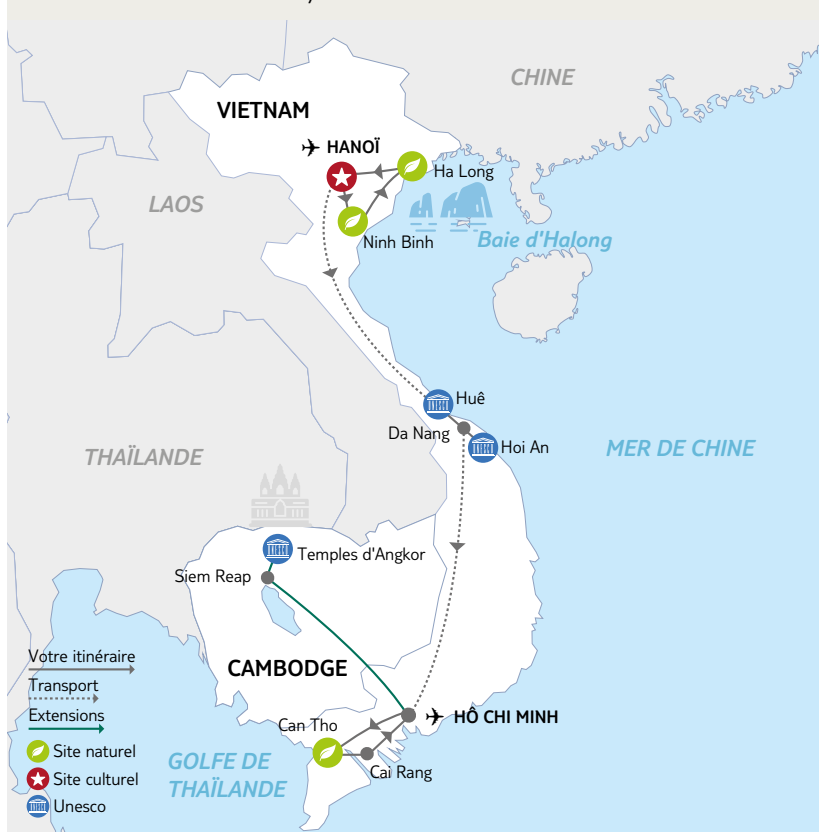 CHINE
VIETNAM
HANOÏ
Ha Long
LAOS
Ninh Binh
Baie d'Halong
Huê
Da Nang
Hoi An
MER DE CHINE
THAÏLANDE
Temples d'Angkor
Siem Reap
CAMBODGE
HÔ CHI MINH
Can Tho
Cai Rang
GOLFE DE
THAÏLANDE
Votre itinéraire
Transport
Extensions
Site naturel
Site culturel
Unesco